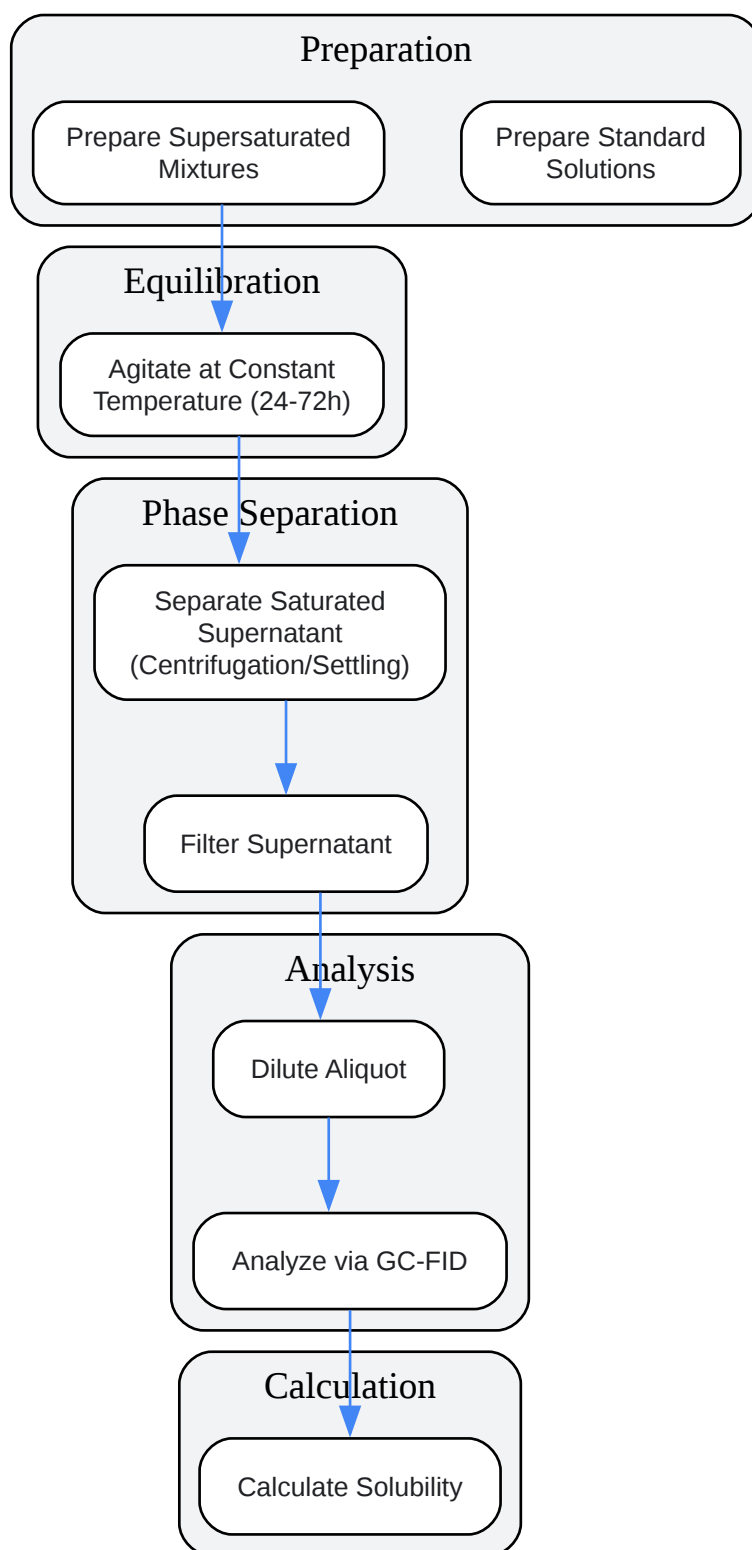 Preparation
Prepare Supersaturated
Mixtures
Prepare Standard
Solutions
Equilibration
Agitate at Constant
Temperature (24-72h)
Phase Separation
Separate Saturated
Supernatant
(Centrifugation/Settling)
Filter Supernatant
Analysis
Dilute Aliquot
Analyze via GC-FID
Calculation
Calculate Solubility